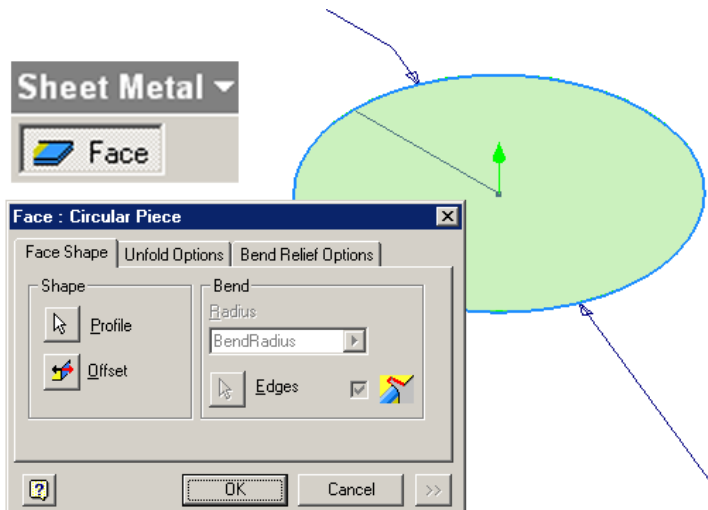 Sheet Metal
Face
Face : Circular Piece
Face Shape Unfold Options Bend Relief Options
Shape
Profile
Offset
Bend
Radius
BendRadius
Edges
? OK Cancel >>